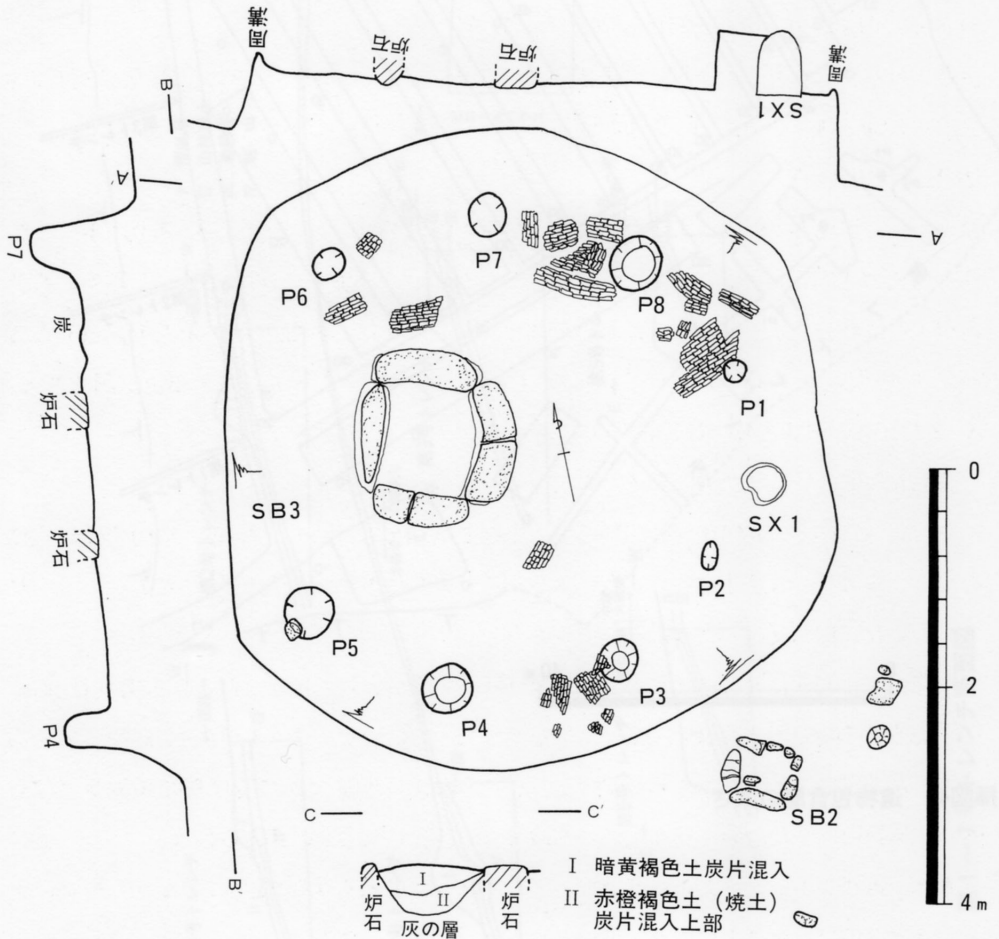 周溝
炉石
炉石
SX1
周溝
B
A'
A
P7
炭
炉石
炉石
P4
B'
P7
P6
P8
P1
SB3
SX1
P2
P5
P4
P3
SB2
0
2
4m
C
C'
I
II
炉石
灰の層
炉石
I 暗黄褐色土炭片混入
II 赤橙褐色土（焼土）
炭片混入上部